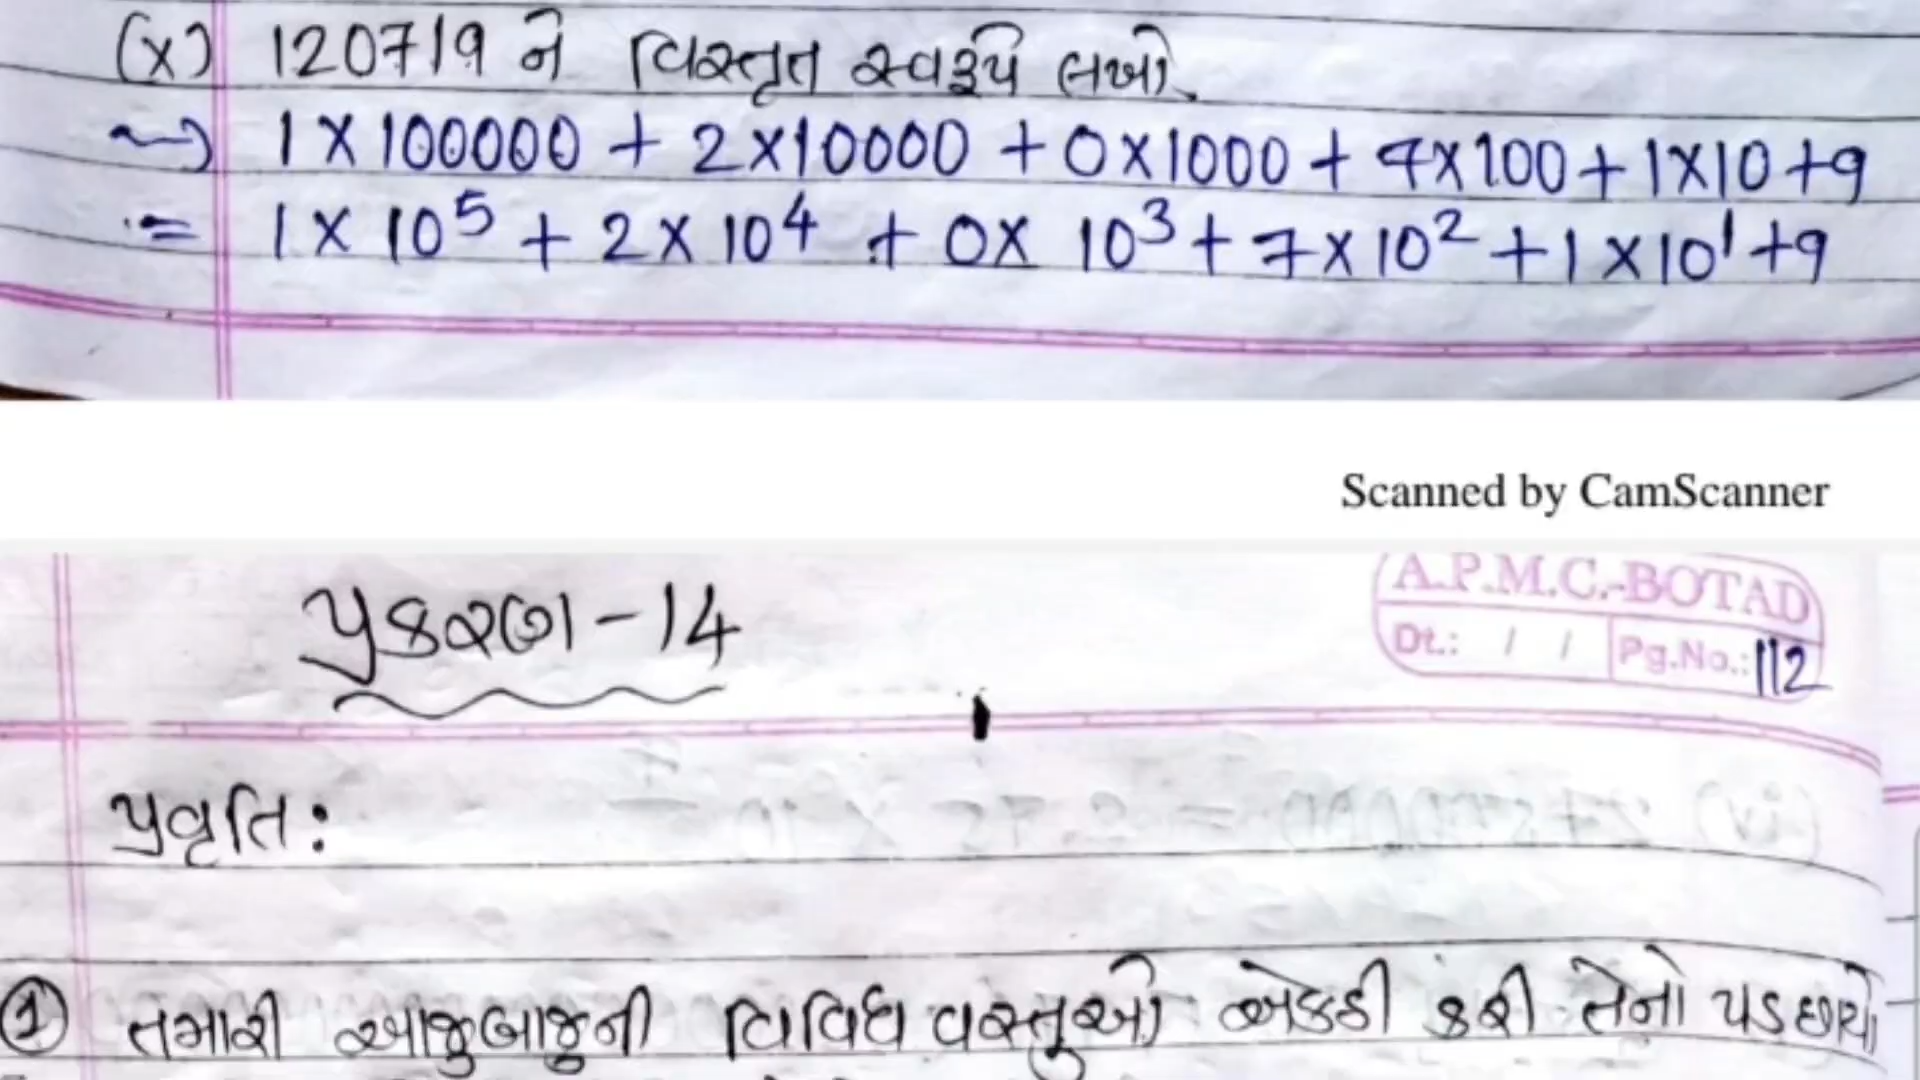 (x) 120719 ને વિસ્તૃત સ્વરૂપે લખો.
→ 1 × 100000 + 2×10000 + 0×1000 + 7×100 + 1×10 + 9
∴ = 1 × 10⁵ + 2 × 10⁴ + 0× 10³ + 7×10² + 1 ×10¹ + 9
Scanned by CamScanner
A.P.M.C.-BOTAD
પ્રકરણ - 14
Dt.: / / Pg.No.: 112
પ્રવૃતિ :
① તમારી આજુબાજુની વિવિધ વસ્તુઓ એકઠી કરી તેનો પડછાયો